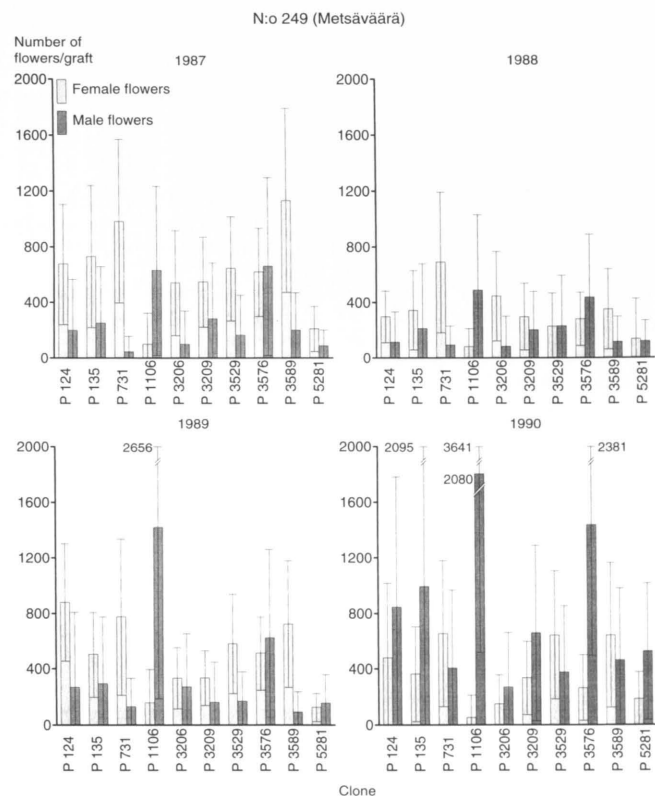 N:o 249 (Metsäväärä)
Number of
flowers/graft
1987
2000
1600
1200
800
400
0
Female flowers
Male flowers
P 124
P 135
P 731
P 1106
P 3206
P 3209
P 3529
P 3576
P 3589
P 5281
1988
2000
1600
1200
800
400
0
P 124
P 135
P 731
P 1106
P 3206
P 3209
P 3529
P 3576
P 3589
P 5281
1989
2000
1600
1200
800
400
0
2656
P 124
P 135
P 731
P 1106
P 3206
P 3209
P 3529
P 3576
P 3589
P 5281
1990
2000
1600
1200
800
400
0
2095
3641
2080
2381
P 124
P 135
P 731
P 1106
P 3206
P 3209
P 3529
P 3576
P 3589
P 5281
Clone